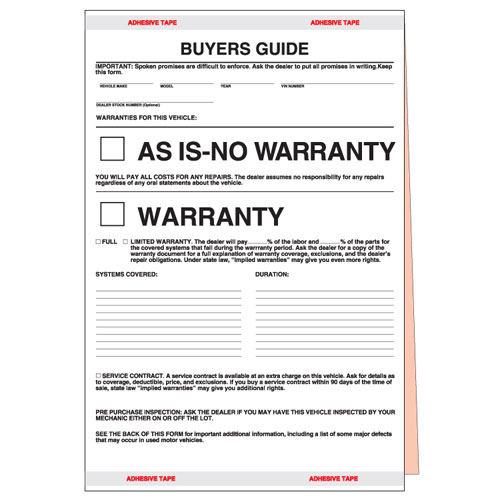 ADHESIVE TAPE ADHESIVE TAPE
BUYERS GUIDE
IMPORTANT: Spoken promises are difficult to enforce. Ask the dealer to put all promises in writing.Keep
this form.
VEHICLE MAKE MODEL YEAR VIN NUMBER
DEALER STOCK NUMBER (Optional)
WARRANTIES FOR THIS VEHICLE:
AS IS-NO WARRANTY
YOU WILL PAY ALL COSTS FOR ANY REPAIRS. The dealer assumes no responsibility for any repairs
regardless of any oral statements about the vehicle.
WARRANTY
FULL LIMITED WARRANTY. The dealer will pay..........% of the labor and..........% of the parts for
the covered systems that fail during the warranty period. Ask the dealer for a copy of the
warranty document for a full explanation of warranty coverage, exclusions, and the dealer's
repair obligations. Under state law, "implied warranties" may give you even more rights.
SYSTEMS COVERED: DURATION:
SERVICE CONTRACT. A service contract is available at an extra charge on this vehicle. Ask for details as
to coverage, deductible, price, and exclusions. If you buy a service contract within 90 days of the time of
sale, state law "implied warranties" may give you additional rights.
PRE PURCHASE INSPECTION: ASK THE DEALER IF YOU MAY HAVE THIS VEHICLE INSPECTED BY YOUR
MECHANIC EITHER ON OR OFF THE LOT.
SEE THE BACK OF THIS FORM for important additional information, including a list of some major defects
that may occur in used motor vehicles.
ADHESIVE TAPE ADHESIVE TAPE